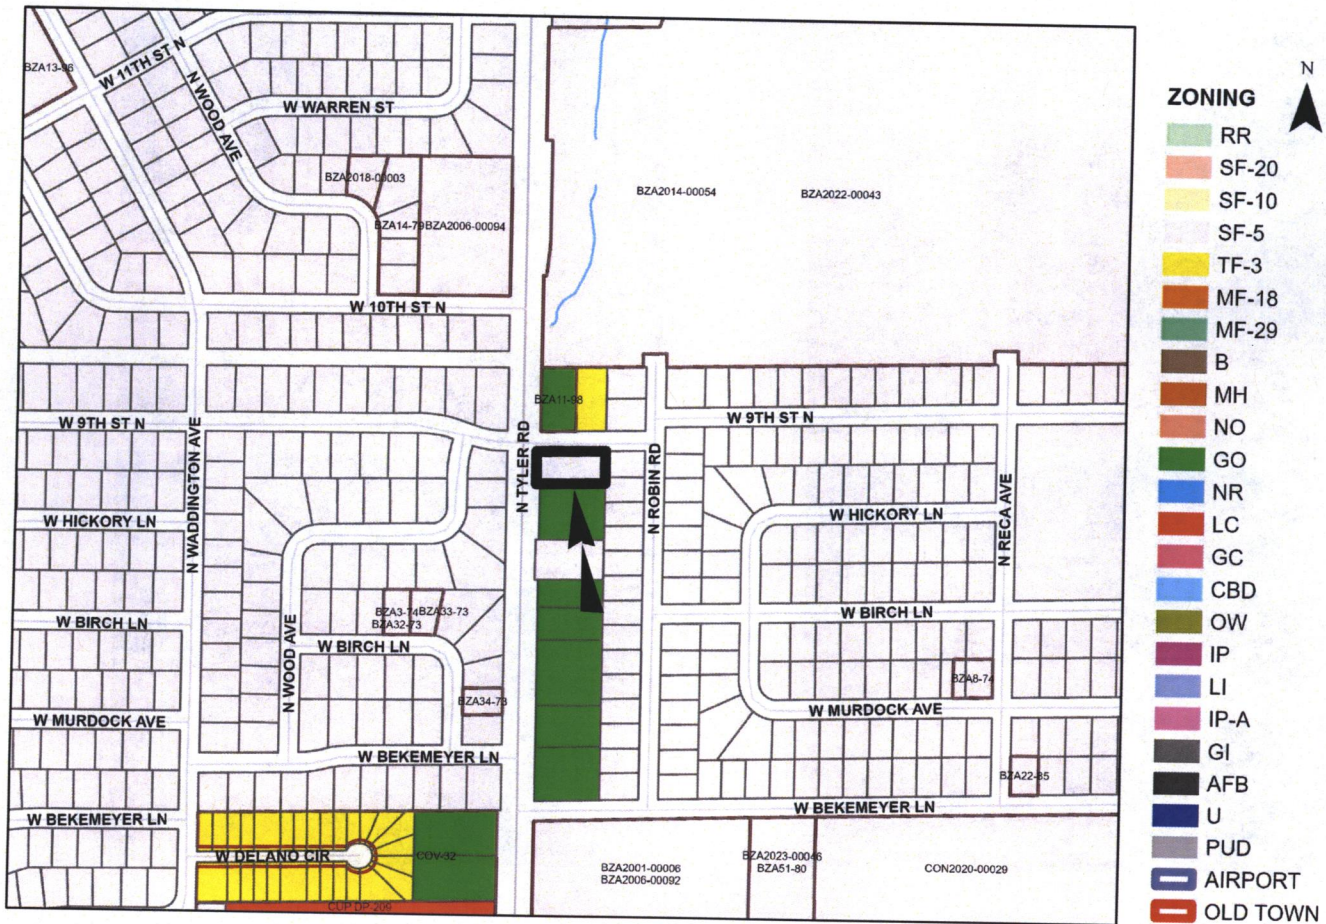 BZA13-96
W 11TH ST N
N WOOD AVE
W WARREN ST
BZA2018-00003
BZA14-79
BZA2006-00094
BZA2014-00054
BZA2022-00043
W 10TH ST N
BZA11-98
W 9TH ST N
W 9TH ST N
N WADDINGTON AVE
N TYLER RD
N ROBIN RD
N RECA AVE
W HICKORY LN
W HICKORY LN
W BIRCH LN
BZA3-74
BZA33-73
BZA32-73
W BIRCH LN
W BIRCH LN
N WOOD AVE
BZA34-73
BZA8-74
W MURDOCK AVE
W MURDOCK AVE
W BEKEMEYER LN
BZA22-85
W BEKEMEYER LN
W BEKEMEYER LN
W DELANO CIR
COV-32
CUP DP-209
BZA2001-00006
BZA2006-00092
BZA2023-00046
BZA51-80
CON2020-00029
N
ZONING
RR
SF-20
SF-10
SF-5
TF-3
MF-18
MF-29
B
MH
NO
GO
NR
LC
GC
CBD
OW
IP
LI
IP-A
GI
AFB
U
PUD
AIRPORT
OLD TOWN